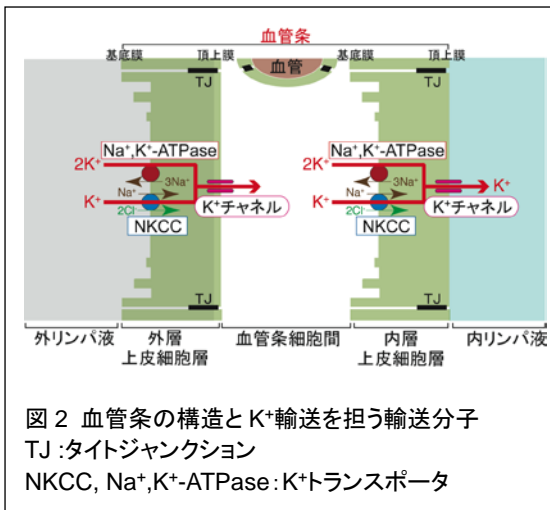 血管条
基底膜 頂上膜 基底膜 頂上膜
血管
TJ TJ
Na⁺,K⁺-ATPase Na⁺,K⁺-ATPase
2K⁺ 2K⁺
3Na⁺ 3Na⁺
Na⁺ Na⁺ K⁺
K⁺ K⁺チャネル K⁺ K⁺チャネル
2Cl⁻ 2Cl⁻
NKCC NKCC
TJ TJ
外リンパ液 外層 血管条細胞間 内層 内リンパ液
上皮細胞層 上皮細胞層
図 2 血管条の構造と K⁺輸送を担う輸送分子
TJ :タイトジャンクション
NKCC, Na⁺,K⁺-ATPase:K⁺トランスポータ